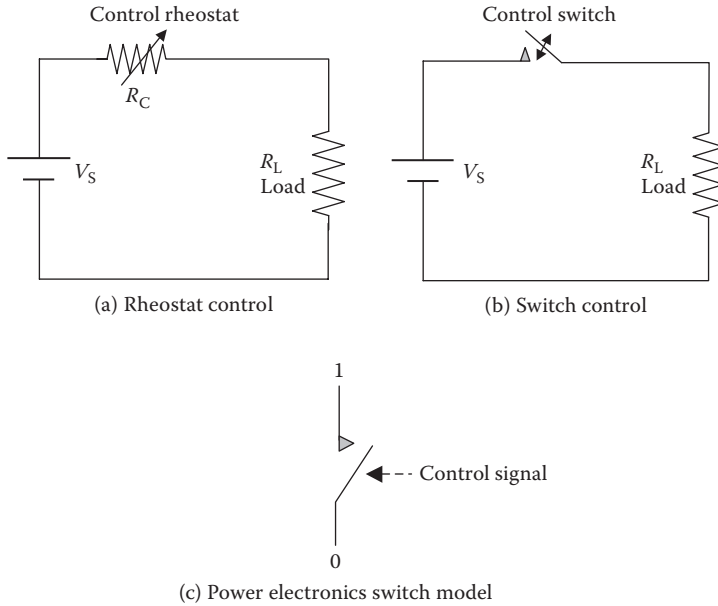 Control rheostat
R_C
V_S
R_L
Load
(a) Rheostat control
Control switch
V_S
R_L
Load
(b) Switch control
1
Control signal
0
(c) Power electronics switch model